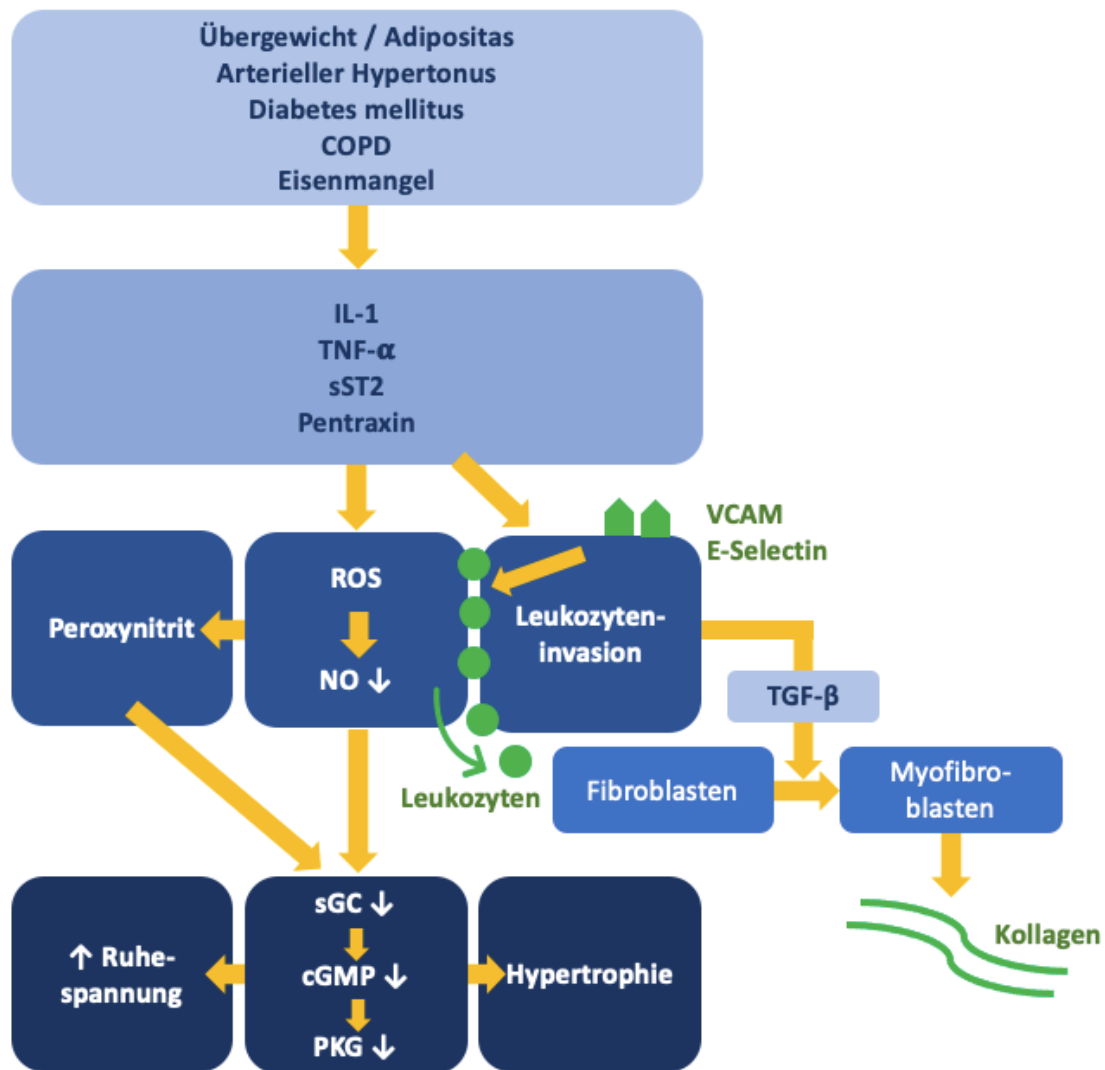 Übergewicht / Adipositas
Arterieller Hypertonus
Diabetes mellitus
COPD
Eisenmangel
IL-1
TNF-α
sST2
Pentraxin
VCAM
E-Selectin
Peroxynitrit
ROS
NO ↓
Leukozyten-
invasion
TGF-β
Leukozyten
Fibroblasten
Myofibro-
blasten
↑ Ruhe-
spannung
sGC ↓
cGMP ↓
PKG ↓
Hypertrophie
Kollagen